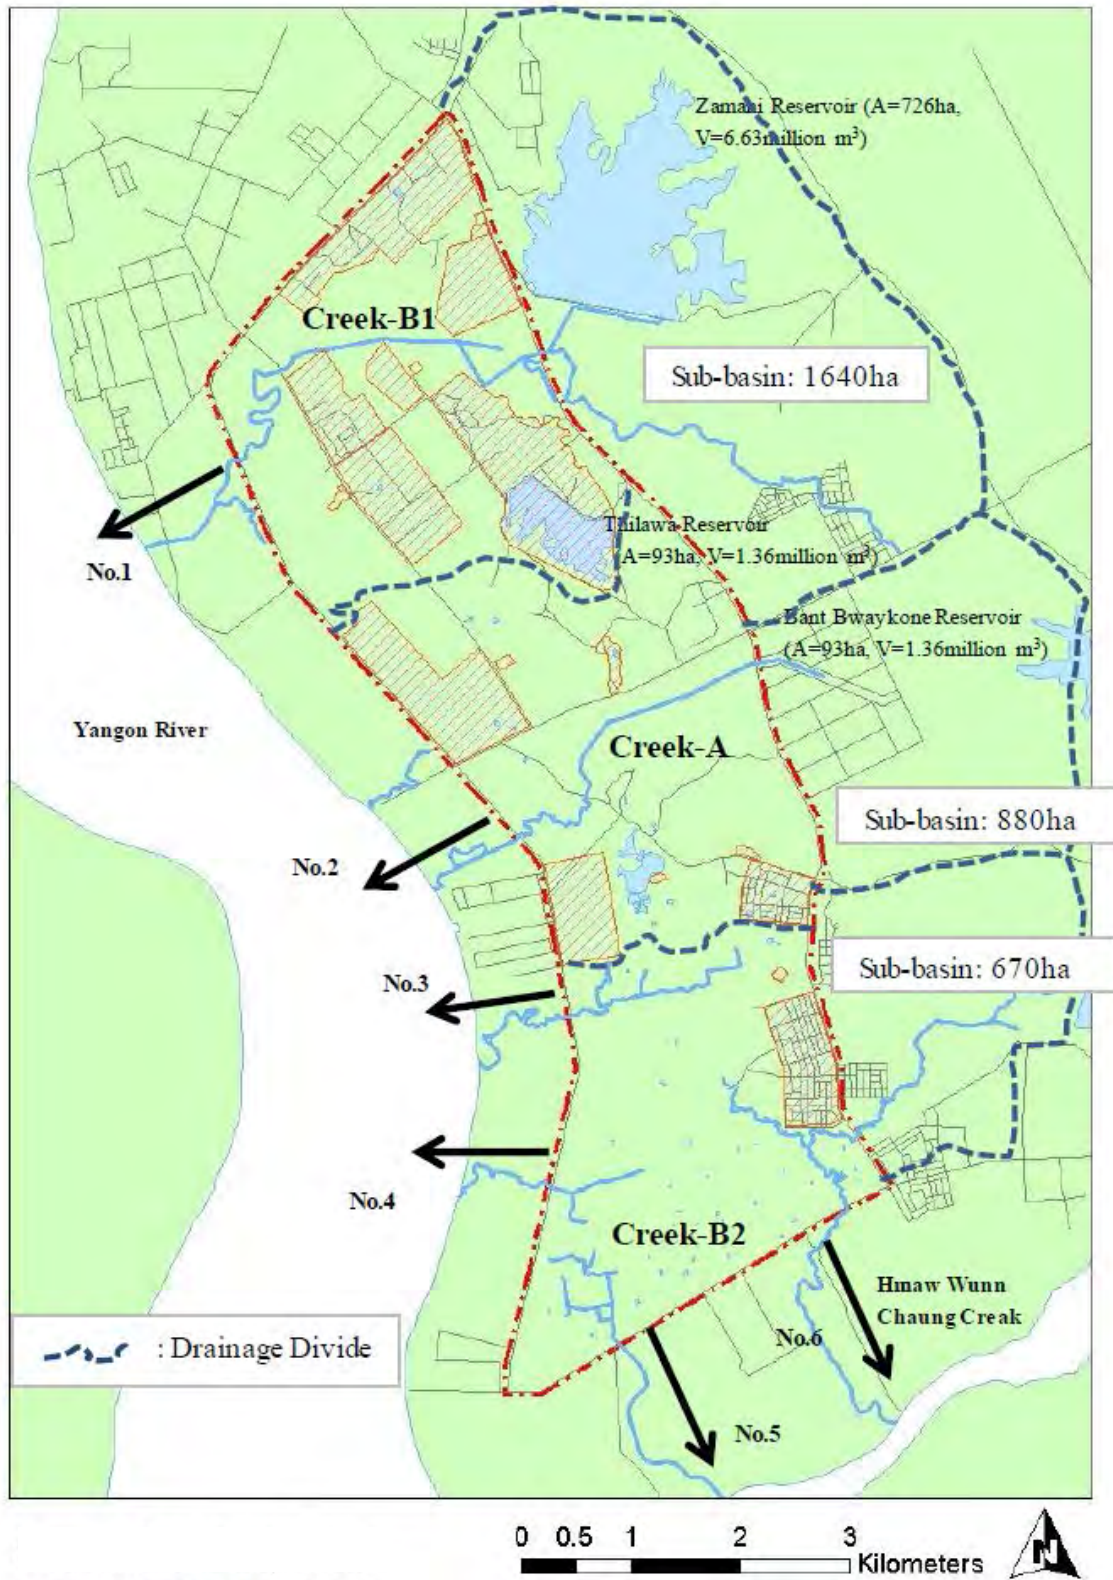 Zamani Reservoir (A=726ha,
V=6.63million m³)
Creek-B1
Sub-basin: 1640ha
Thilawa Reservoir
A=93ha, V=1.36million m³)
No.1
Bant Bwaykone Reservoir
(A=93ha, V=1.36million m³)
Yangon River
Creek-A
Sub-basin: 880ha
No.2
Sub-basin: 670ha
No.3
No.4
Creek-B2
Hmaw Wunn
Chaung Creak
No.6
: Drainage Divide
No.5
0 0.5 1 2 3
Kilometers
N